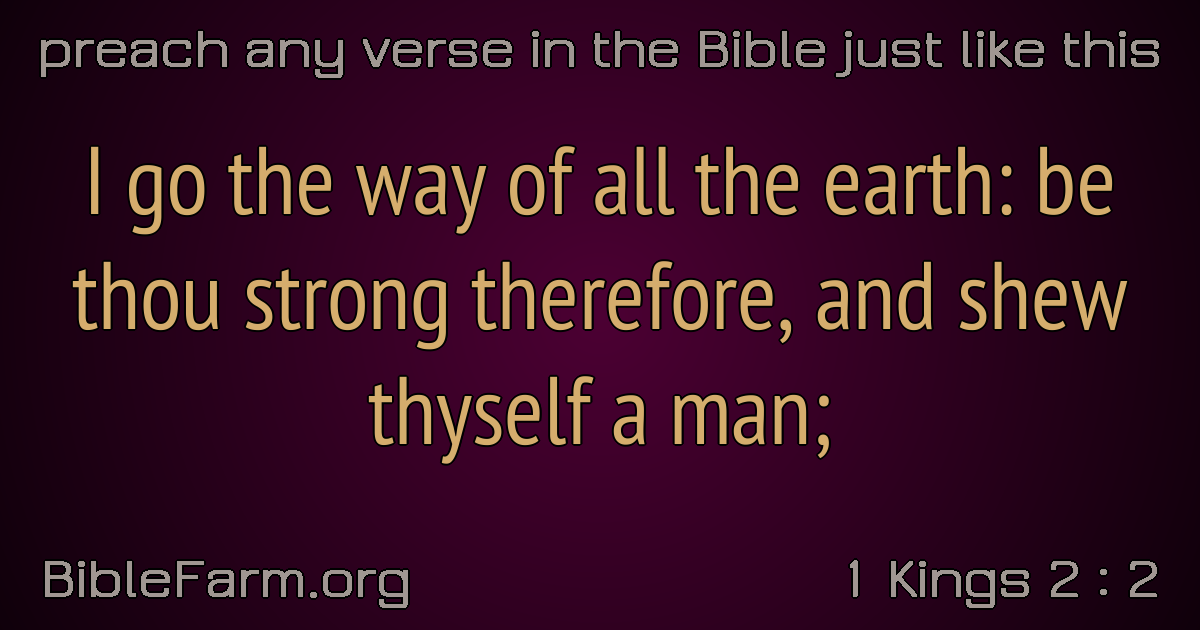 preach any verse in the Bible just like this
I go the way of all the earth: be
thou strong therefore, and shew
thyself a man;
BibleFarm.org
1 Kings 2 : 2